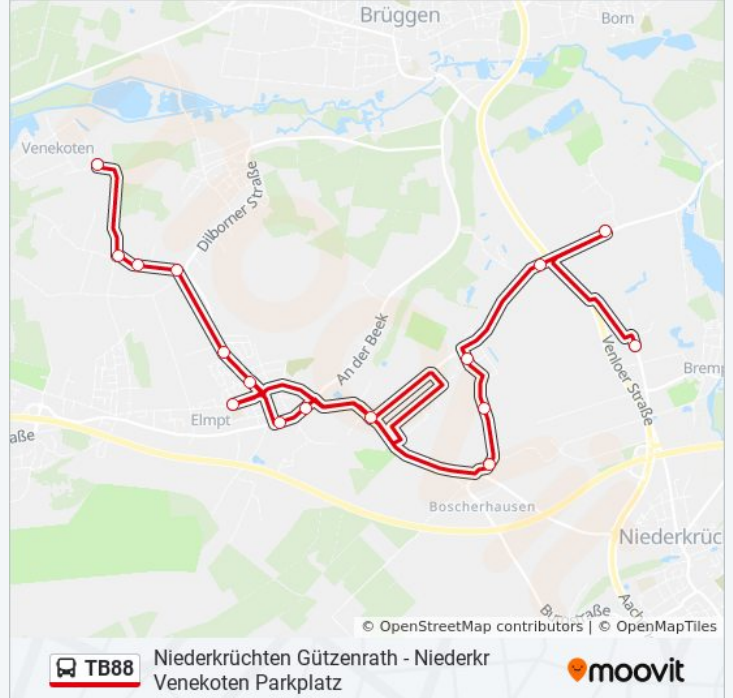 Brüggen
Born
Venekoten
Dilborner Straße
An der Beek
Venloer Straße
Bremp
Elmpt
aße
Boscherhausen
Niederkrüc
Aache
© OpenStreetMap contributors | © OpenMapTiles
TB88
Niederkrüchten Gützenrath - Niederkr
Venekoten Parkplatz
moovit